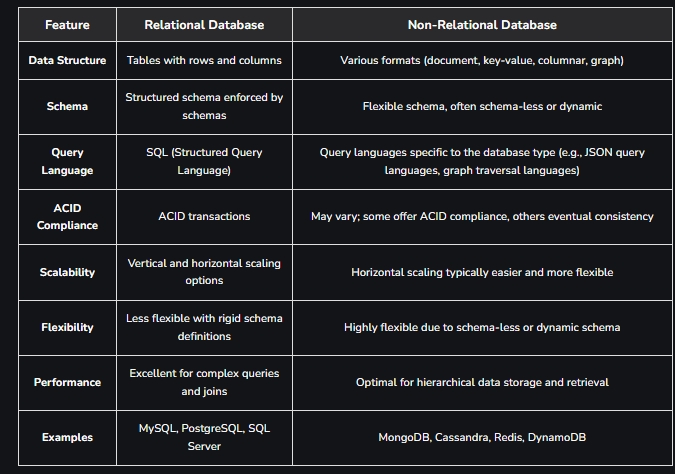 Feature Relational Database Non-Relational Database
Data Structure Tables with rows and columns Various formats (document, key-value, columnar, graph)
Schema
Structured schema enforced by
schemas
Flexible schema, often schema-less or dynamic
Query
Language
SQL (Structured Query
Language)
Query languages specific to the database type (e.g., JSON query
languages, graph traversal languages)
ACID
Compliance
ACID transactions
May vary; some offer ACID compliance, others eventual consistency
Scalability
Vertical and horizontal scaling
options
Horizontal scaling typically easier and more flexible
Flexibility
Less flexible with rigid schema
definitions
Highly flexible due to schema-less or dynamic schema
Performance
Excellent for complex queries
and joins
Optimal for hierarchical data storage and retrieval
Examples
MySQL, PostgreSQL, SQL
Server
MongoDB, Cassandra, Redis, DynamoDB